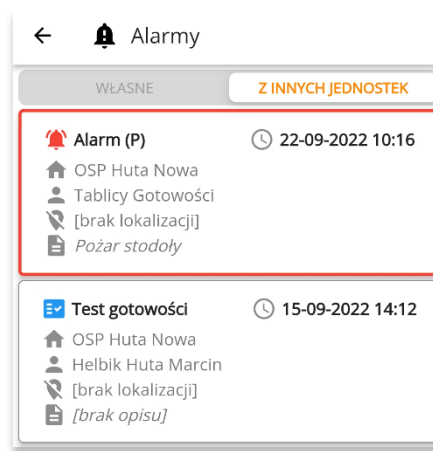 Alarmy
WŁASNE
Z INNYCH JEDNOSTEK
Alarm (P) 22-09-2022 10:16
OSP Huta Nowa
Tablicy Gotowości
[brak lokalizacji]
Pożar stodoły
Test gotowości 15-09-2022 14:12
OSP Huta Nowa
Helbik Huta Marcin
[brak lokalizacji]
[brak opisu]